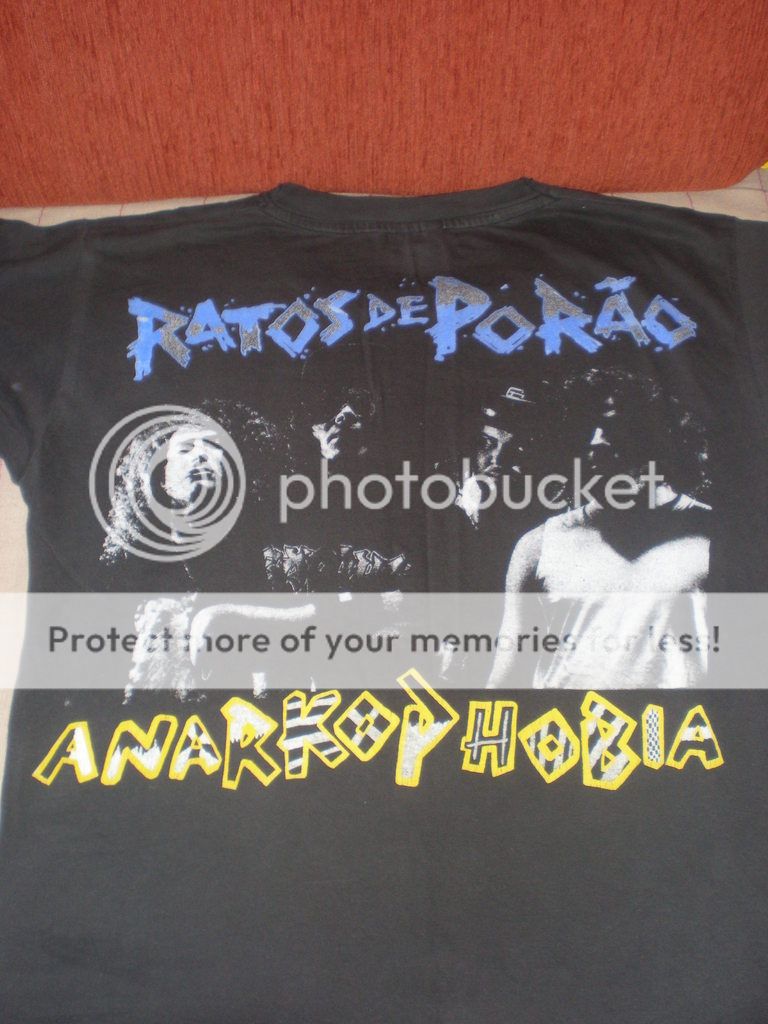 RATOS DE PORÃO
photobucket
Protect more of your memories for less!
ANARKOPHOBIA